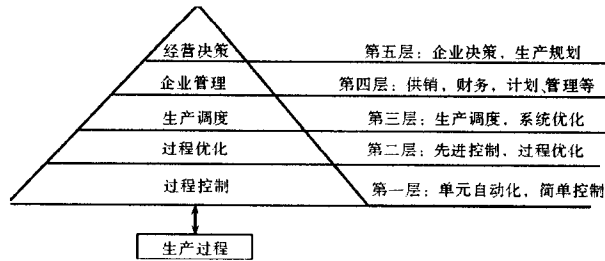 经营决策 第五层：企业决策，生产规划
企业管理 第四层：供销，财务，计划、管理等
生产调度 第三层：生产调度，系统优化
过程优化 第二层：先进控制，过程优化
过程控制 第一层：单元自动化，简单控制
生产过程